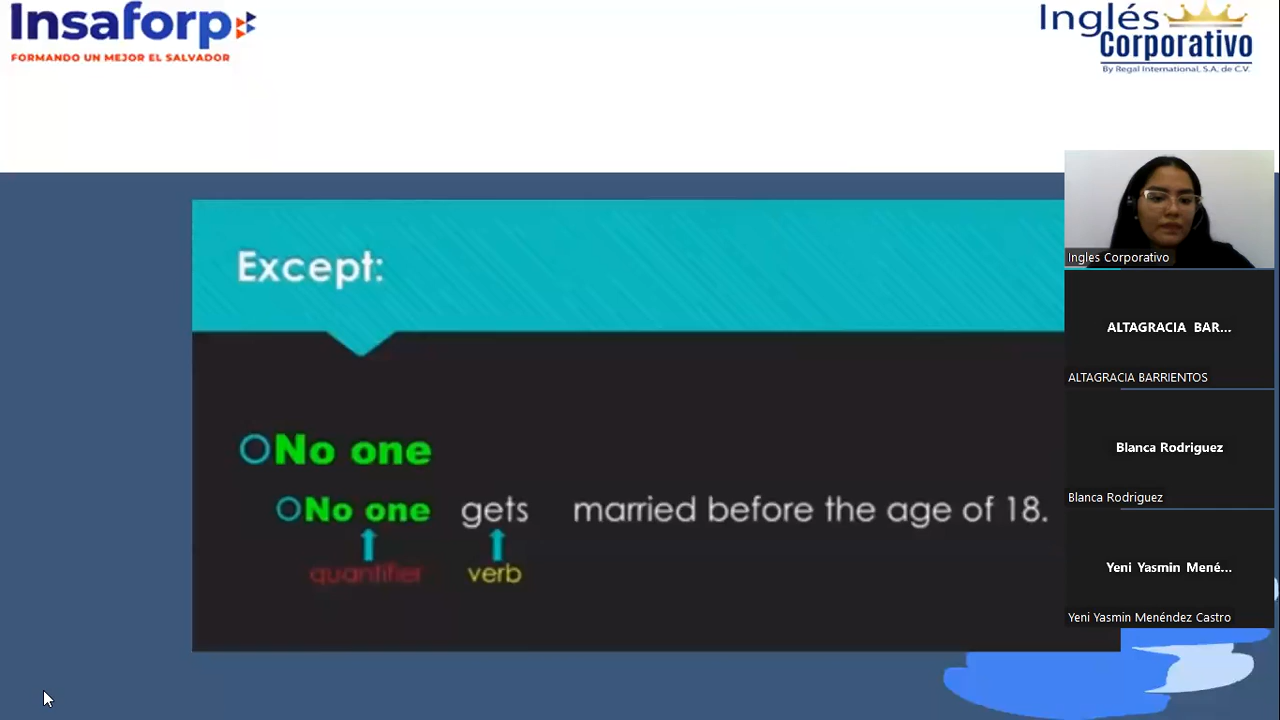 Insaforp
FORMANDO UN MEJOR EL SALVADOR
Inglés
Corporativo
By Regal International, S.A. de C.V.
Except:
No one
No one gets married before the age of 18.
quantifier verb
Ingles Corporativo
ALTAGRACIA BAR...
ALTAGRACIA BARRIENTOS
Blanca Rodriguez
Blanca Rodriguez
Yeni Yasmin Mené...
Yeni Yasmin Menéndez Castro